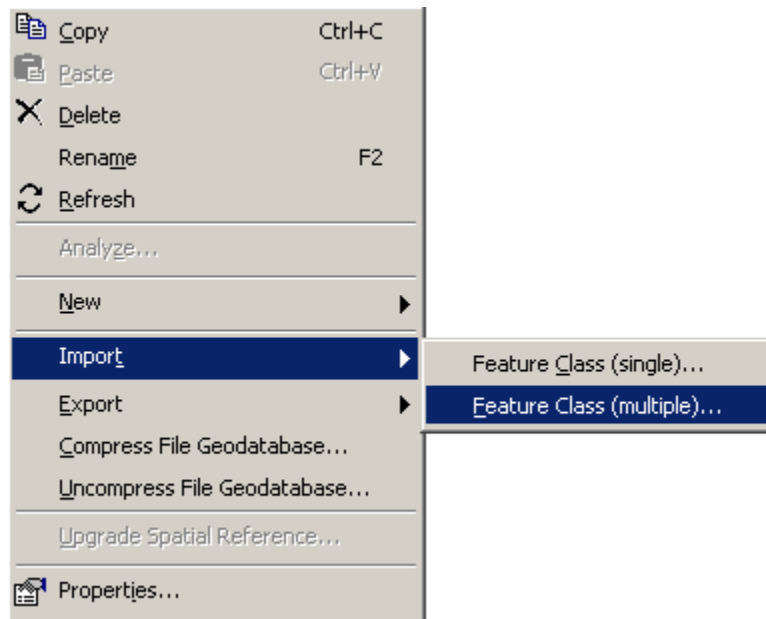 Copy Ctrl+C
Paste Ctrl+V
Delete
Rename F2
Refresh
Analyze...
New
Import
Feature Class (single)...
Feature Class (multiple)...
Export
Compress File Geodatabase...
Uncompress File Geodatabase...
Upgrade Spatial Reference...
Properties...